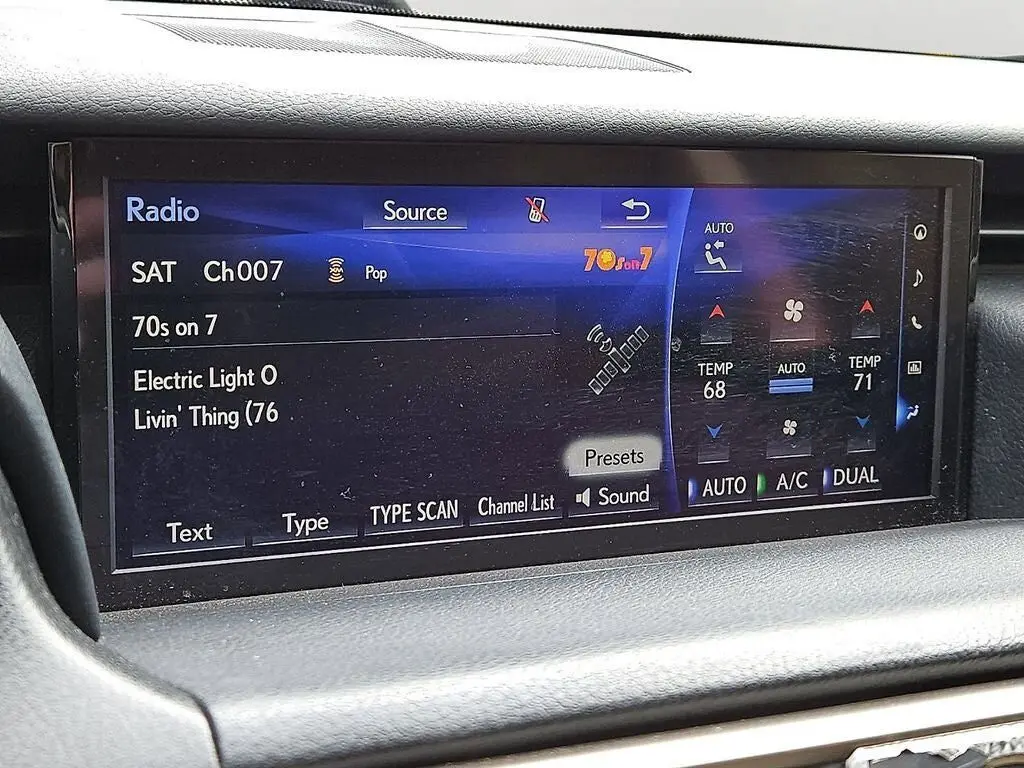 Radio
Source
SAT Ch007
Pop
70s on 7
70s on 7
Electric Light O
Livin' Thing (76
Presets
Text
Type
TYPE SCAN
Channel List
Sound
AUTO
TEMP
68
AUTO
TEMP
71
AUTO
A/C
DUAL